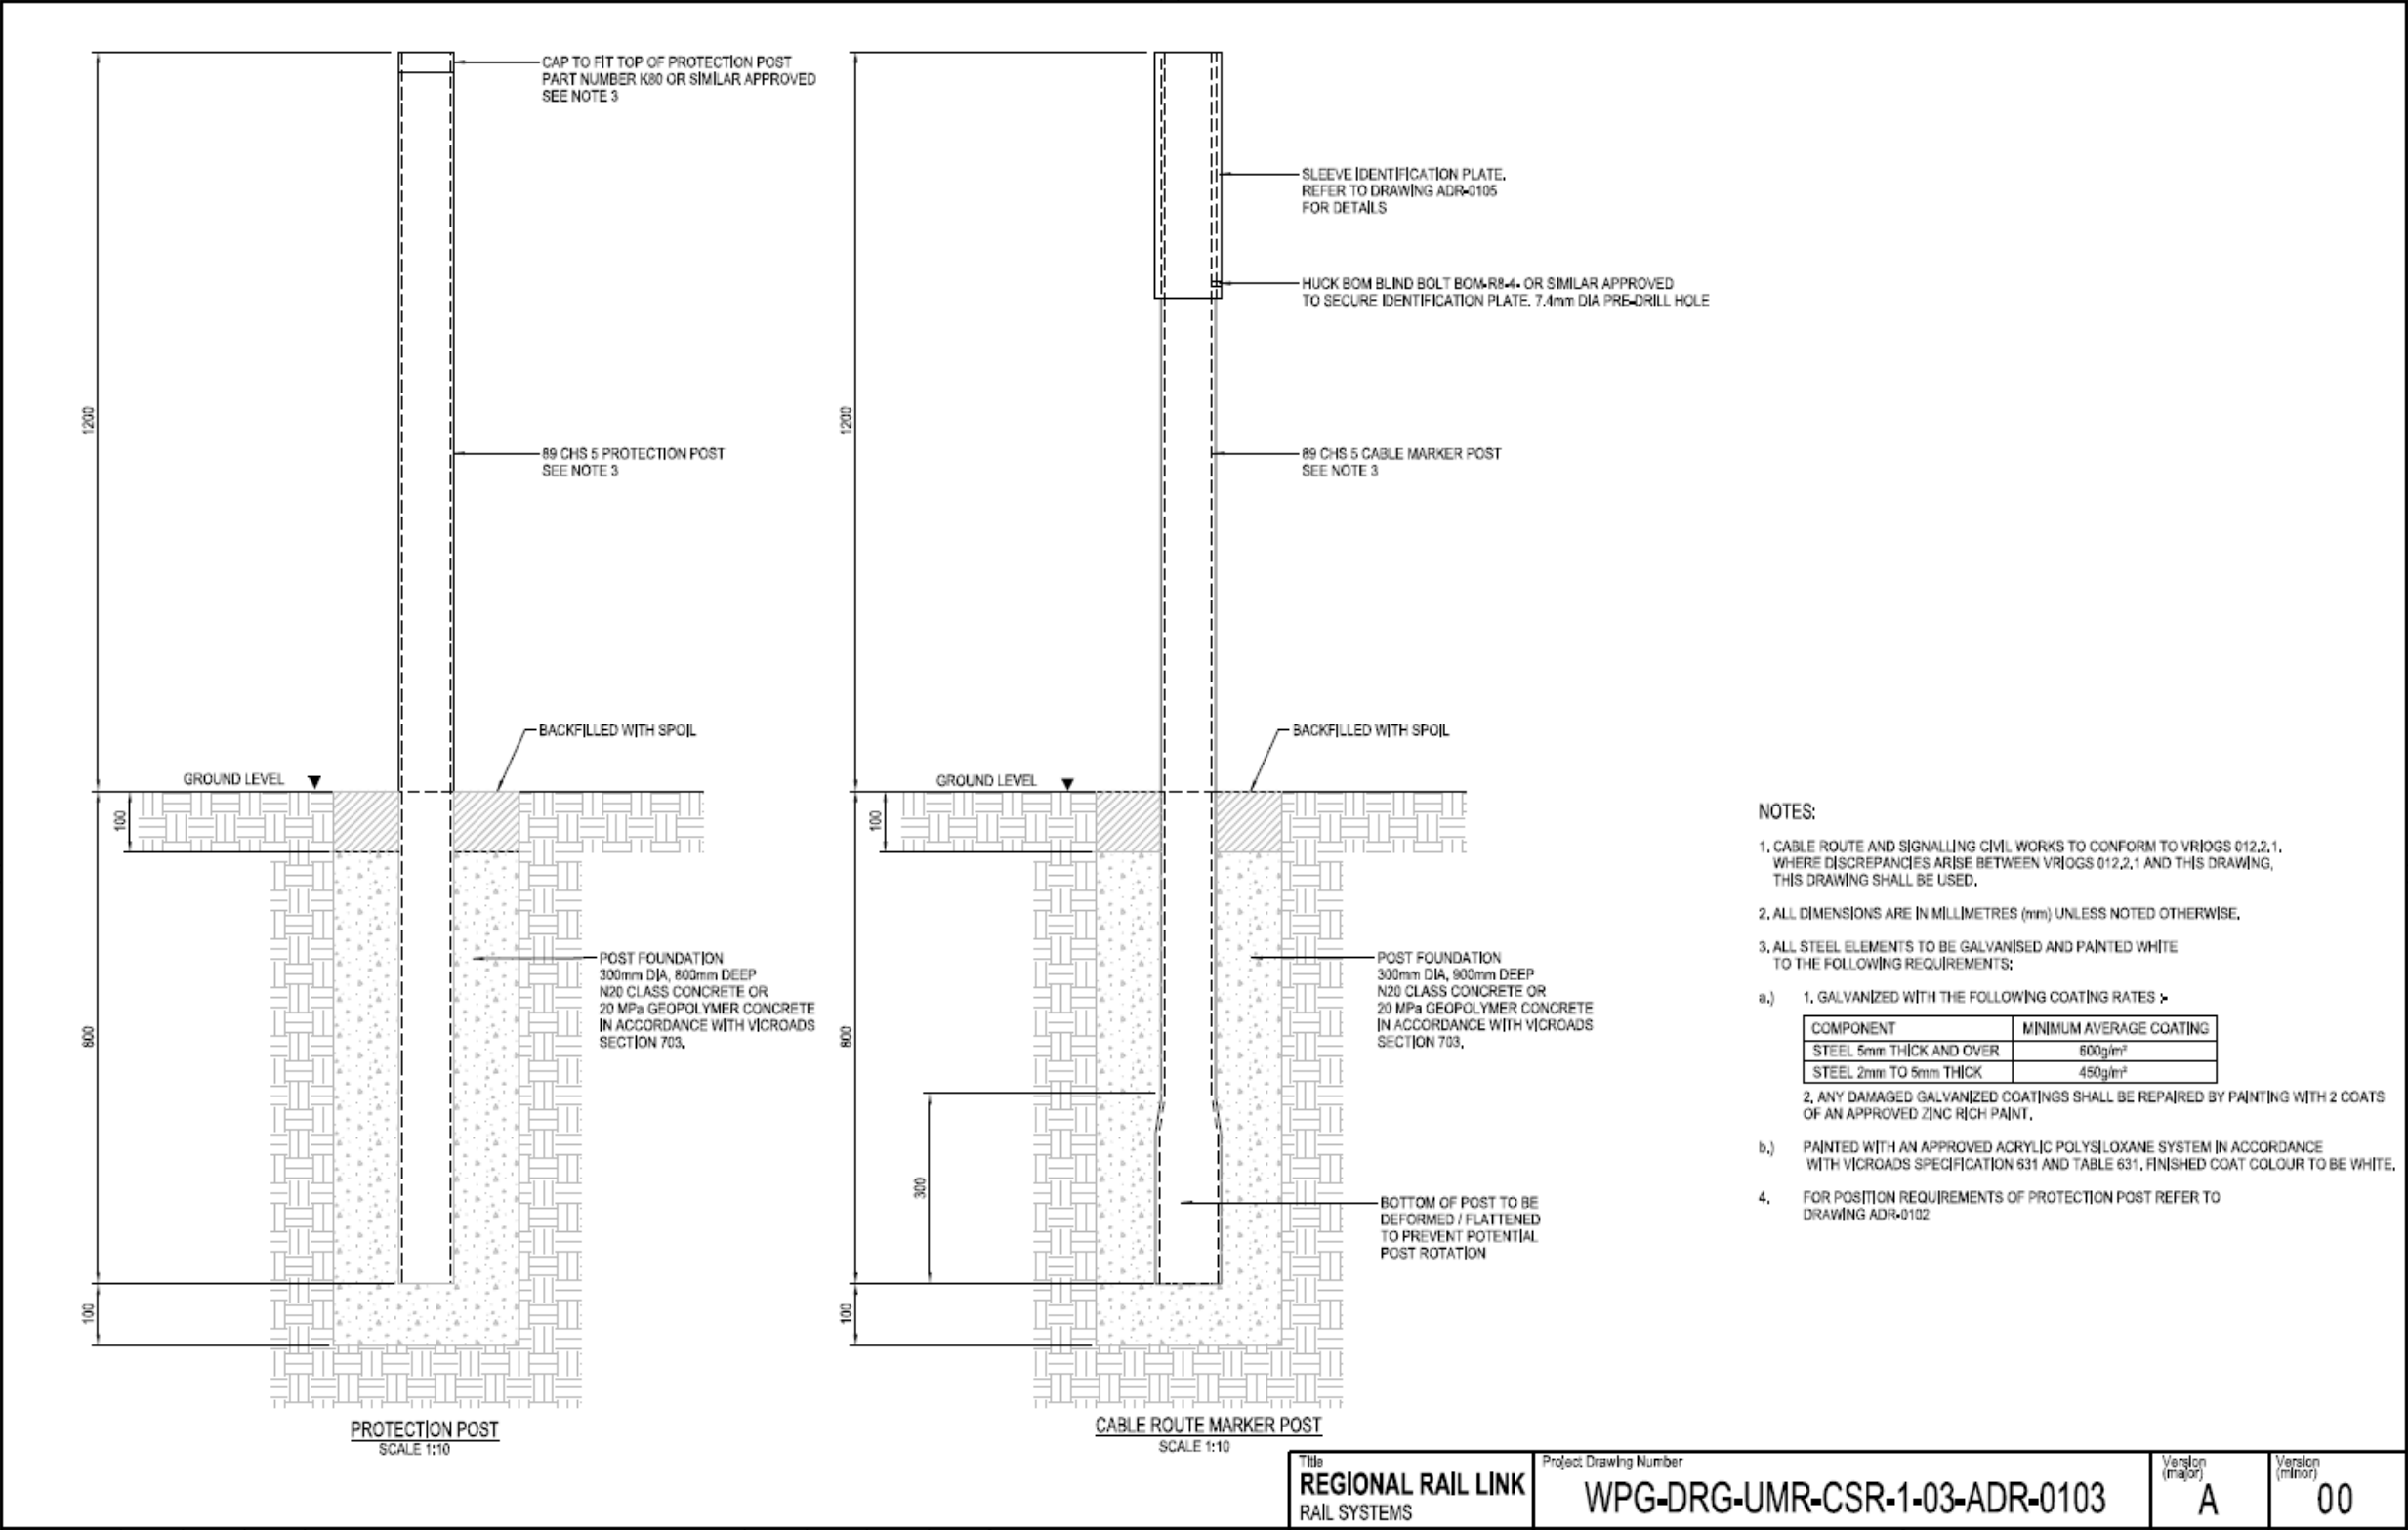 CAP TO FIT TOP OF PROTECTION POST
PART NUMBER K80 OR SIMILAR APPROVED
SEE NOTE 3
1200
89 CHS 5 PROTECTION POST
SEE NOTE 3
BACKFILLED WITH SPOIL
GROUND LEVEL
100
POST FOUNDATION
300mm DIA, 800mm DEEP
N20 CLASS CONCRETE OR
20 MPa GEOPOLYMER CONCRETE
IN ACCORDANCE WITH VICROADS
SECTION 703.
800
100
PROTECTION POST
SCALE 1:10
SLEEVE IDENTIFICATION PLATE.
REFER TO DRAWING ADR-0105
FOR DETAILS
HUCK BOM BLIND BOLT BOM-R8-4- OR SIMILAR APPROVED
TO SECURE IDENTIFICATION PLATE. 7.4mm DIA PRE-DRILL HOLE
1200
89 CHS 5 CABLE MARKER POST
SEE NOTE 3
BACKFILLED WITH SPOIL
GROUND LEVEL
100
POST FOUNDATION
300mm DIA, 900mm DEEP
N20 CLASS CONCRETE OR
20 MPa GEOPOLYMER CONCRETE
IN ACCORDANCE WITH VICROADS
SECTION 703.
800
300
BOTTOM OF POST TO BE
DEFORMED / FLATTENED
TO PREVENT POTENTIAL
POST ROTATION
100
CABLE ROUTE MARKER POST
SCALE 1:10
NOTES:
1. CABLE ROUTE AND SIGNALLING CIVIL WORKS TO CONFORM TO VRIOGS 012.2.1.
WHERE DISCREPANCIES ARISE BETWEEN VRIOGS 012.2.1 AND THIS DRAWING,
THIS DRAWING SHALL BE USED.
2. ALL DIMENSIONS ARE IN MILLIMETRES (mm) UNLESS NOTED OTHERWISE.
3. ALL STEEL ELEMENTS TO BE GALVANISED AND PAINTED WHITE
TO THE FOLLOWING REQUIREMENTS:
a.) 1. GALVANIZED WITH THE FOLLOWING COATING RATES :-
COMPONENT MINIMUM AVERAGE COATING
STEEL 5mm THICK AND OVER 600g/m²
STEEL 2mm TO 5mm THICK 450g/m²
2. ANY DAMAGED GALVANIZED COATINGS SHALL BE REPAIRED BY PAINTING WITH 2 COATS
OF AN APPROVED ZINC RICH PAINT.
b.) PAINTED WITH AN APPROVED ACRYLIC POLYSILOXANE SYSTEM IN ACCORDANCE
WITH VICROADS SPECIFICATION 631 AND TABLE 631. FINISHED COAT COLOUR TO BE WHITE.
4. FOR POSITION REQUIREMENTS OF PROTECTION POST REFER TO
DRAWING ADR-0102
Title
REGIONAL RAIL LINK
RAIL SYSTEMS
Project Drawing Number
WPG-DRG-UMR-CSR-1-03-ADR-0103
Version
(major)
A
Version
(minor)
00